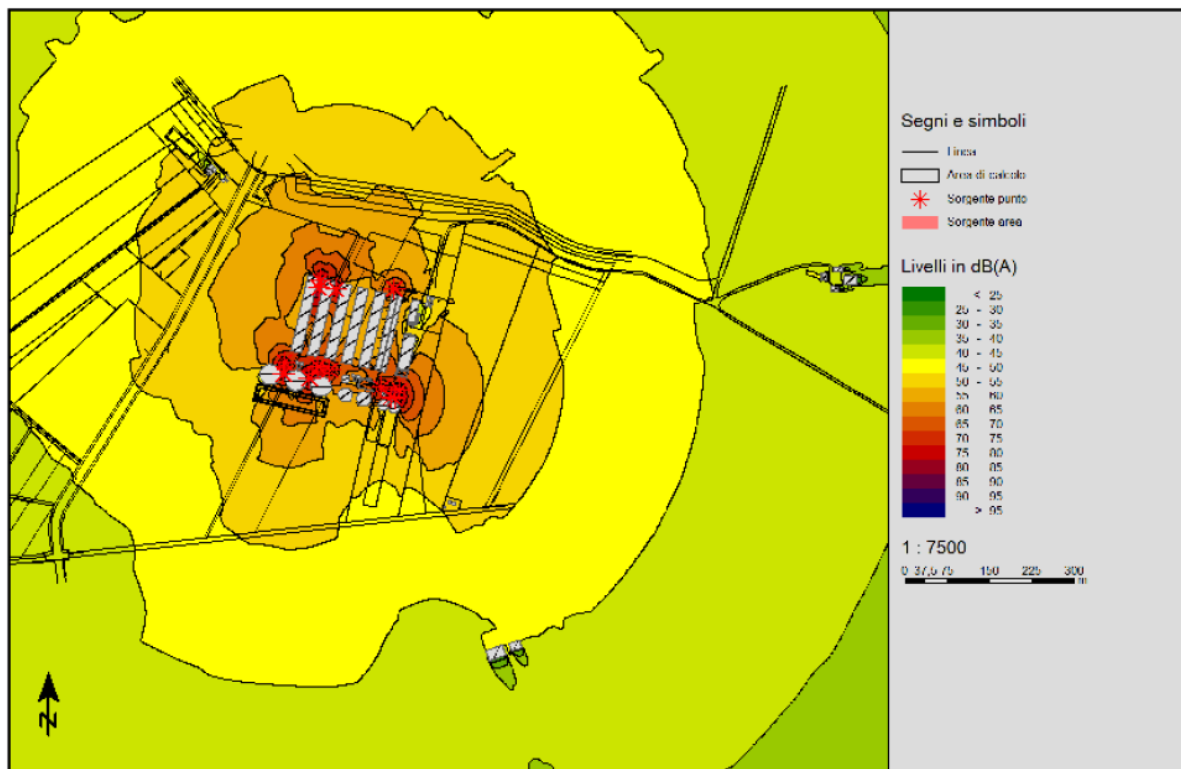 Segni e simboli
Linea
Area di calcolo
Sorgente punto
Sorgente area
Livelli in dB(A)
< 25
25 - 30
30 - 35
35 - 40
40 - 45
45 - 50
50 - 55
55 - 60
60 - 65
65 - 70
70 - 75
75 - 80
80 - 85
85 - 90
90 - 95
> 95
1 : 7500
0 37,5 75 150 225 300
m
N